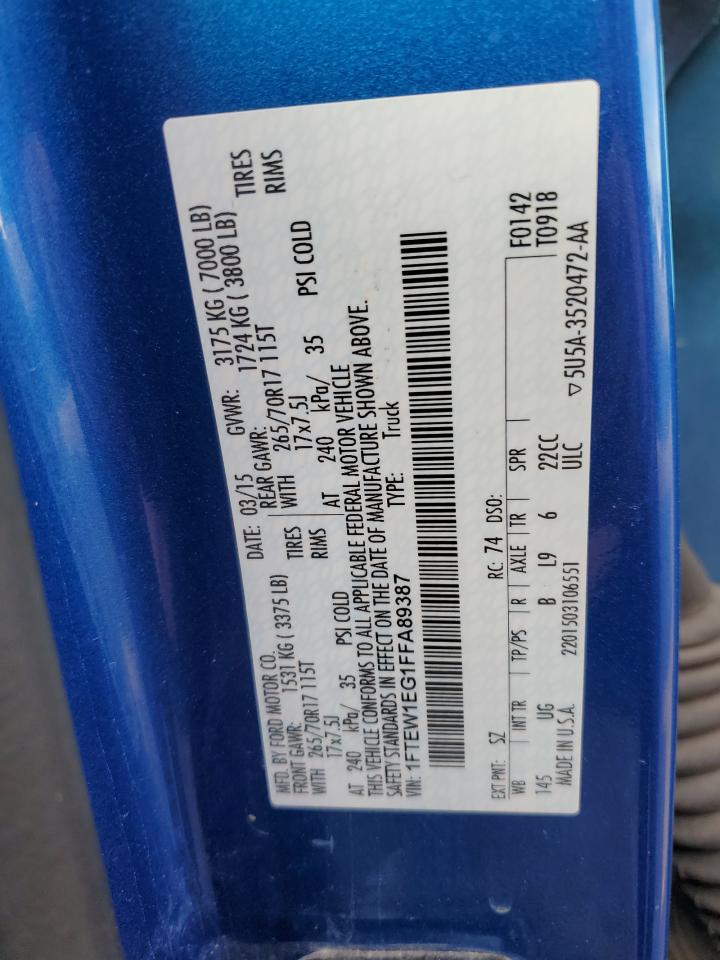 MFD. BY FORD MOTOR CO.
DATE: 03/15 GVWR: 3175 KG ( 7000 LB)
FRONT GAWR: 1531 KG ( 3375 LB)
REAR GAWR: 1724 KG ( 3800 LB)
WITH 265/70R17 115T TIRES
WITH 265/70R17 115T TIRES
17x7.5J RIMS
17x7.5J RIMS
AT 240 kPa/ 35 PSI COLD
AT 240 kPa/ 35 PSI COLD
THIS VEHICLE CONFORMS TO ALL APPLICABLE FEDERAL MOTOR VEHICLE
SAFETY STANDARDS IN EFFECT ON THE DATE OF MANUFACTURE SHOWN ABOVE.
VIN: 1FTEW1EG1FFA89387 TYPE: Truck
EXT PNT: SZ RC: 74 DSO: F0142
WB INT TR TP/PS R AXLE TR SPR T0918
145 UG B L9 6 22CC
MADE IN U.S.A. 2201503106551 ULC ▽5U5A-3520472-AA